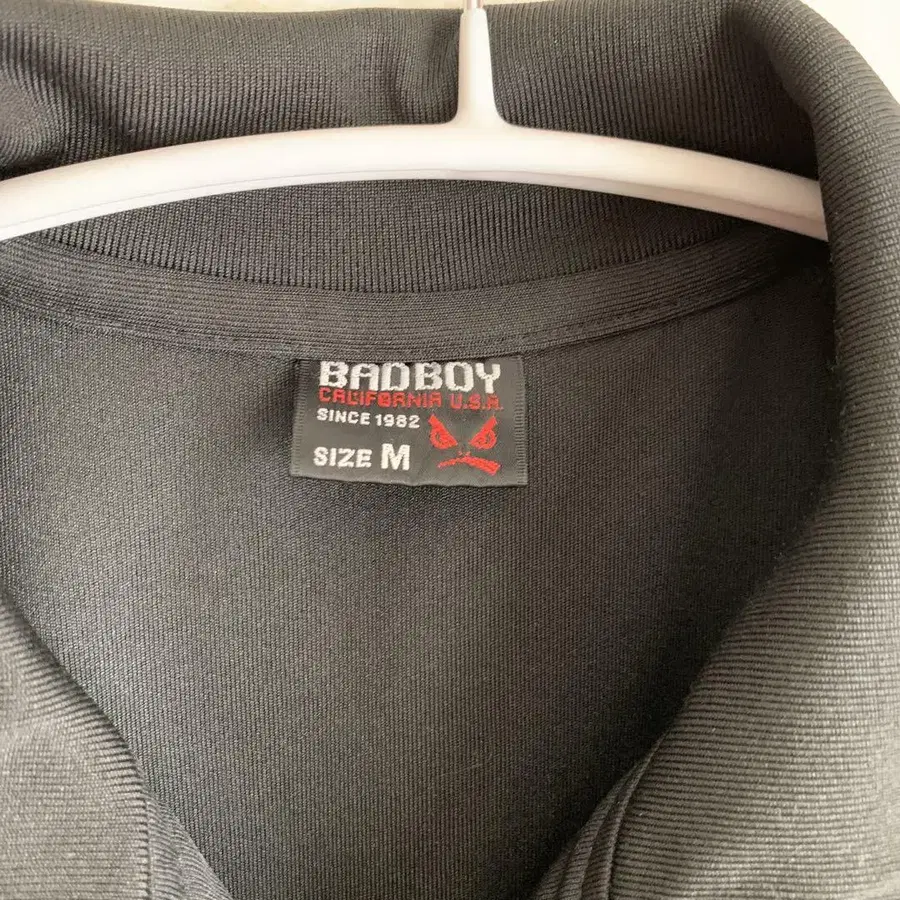 BADBOY
CALIFORNIA U.S.A.
SINCE 1982
SIZE M